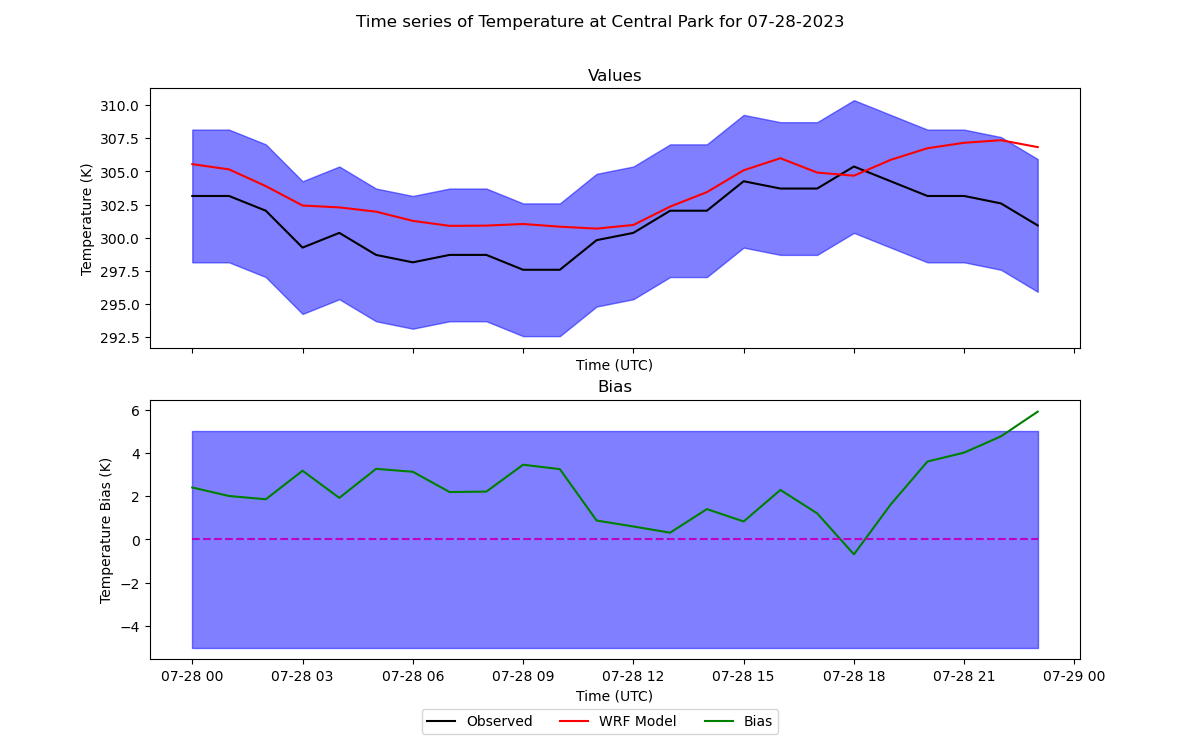 Time series of Temperature at Central Park for 07-28-2023
Values
Temperature (K)
310.0
307.5
305.0
302.5
300.0
297.5
295.0
292.5
Time (UTC)
Bias
Temperature Bias (K)
6
4
2
0
−2
−4
07-28 00 07-28 03 07-28 06 07-28 09 07-28 12 07-28 15 07-28 18 07-28 21 07-29 00
Time (UTC)
Observed WRF Model Bias